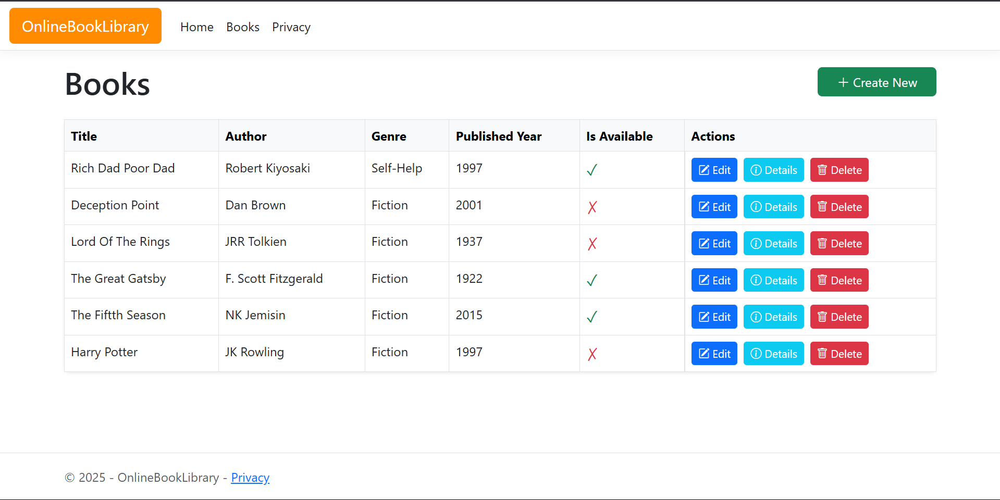 OnlineBookLibrary Home Books Privacy
Books
+ Create New
Title Author Genre Published Year Is Available Actions
Rich Dad Poor Dad Robert Kiyosaki Self-Help 1997 ✓ Edit Details Delete
Deception Point Dan Brown Fiction 2001 ✗ Edit Details Delete
Lord Of The Rings JRR Tolkien Fiction 1937 ✗ Edit Details Delete
The Great Gatsby F. Scott Fitzgerald Fiction 1922 ✓ Edit Details Delete
The Fiftth Season NK Jemisin Fiction 2015 ✓ Edit Details Delete
Harry Potter JK Rowling Fiction 1997 ✗ Edit Details Delete
© 2025 - OnlineBookLibrary - Privacy